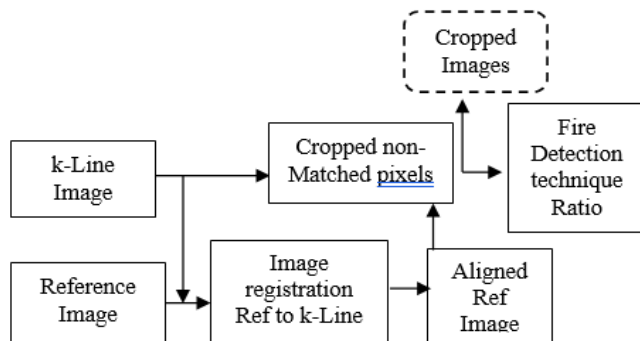 Cropped
Images
k-Line
Image
Cropped non-
Matched pixels
Fire
Detection
technique
Ratio
Reference
Image
Image
registration
Ref to k-Line
Aligned
Ref
Image